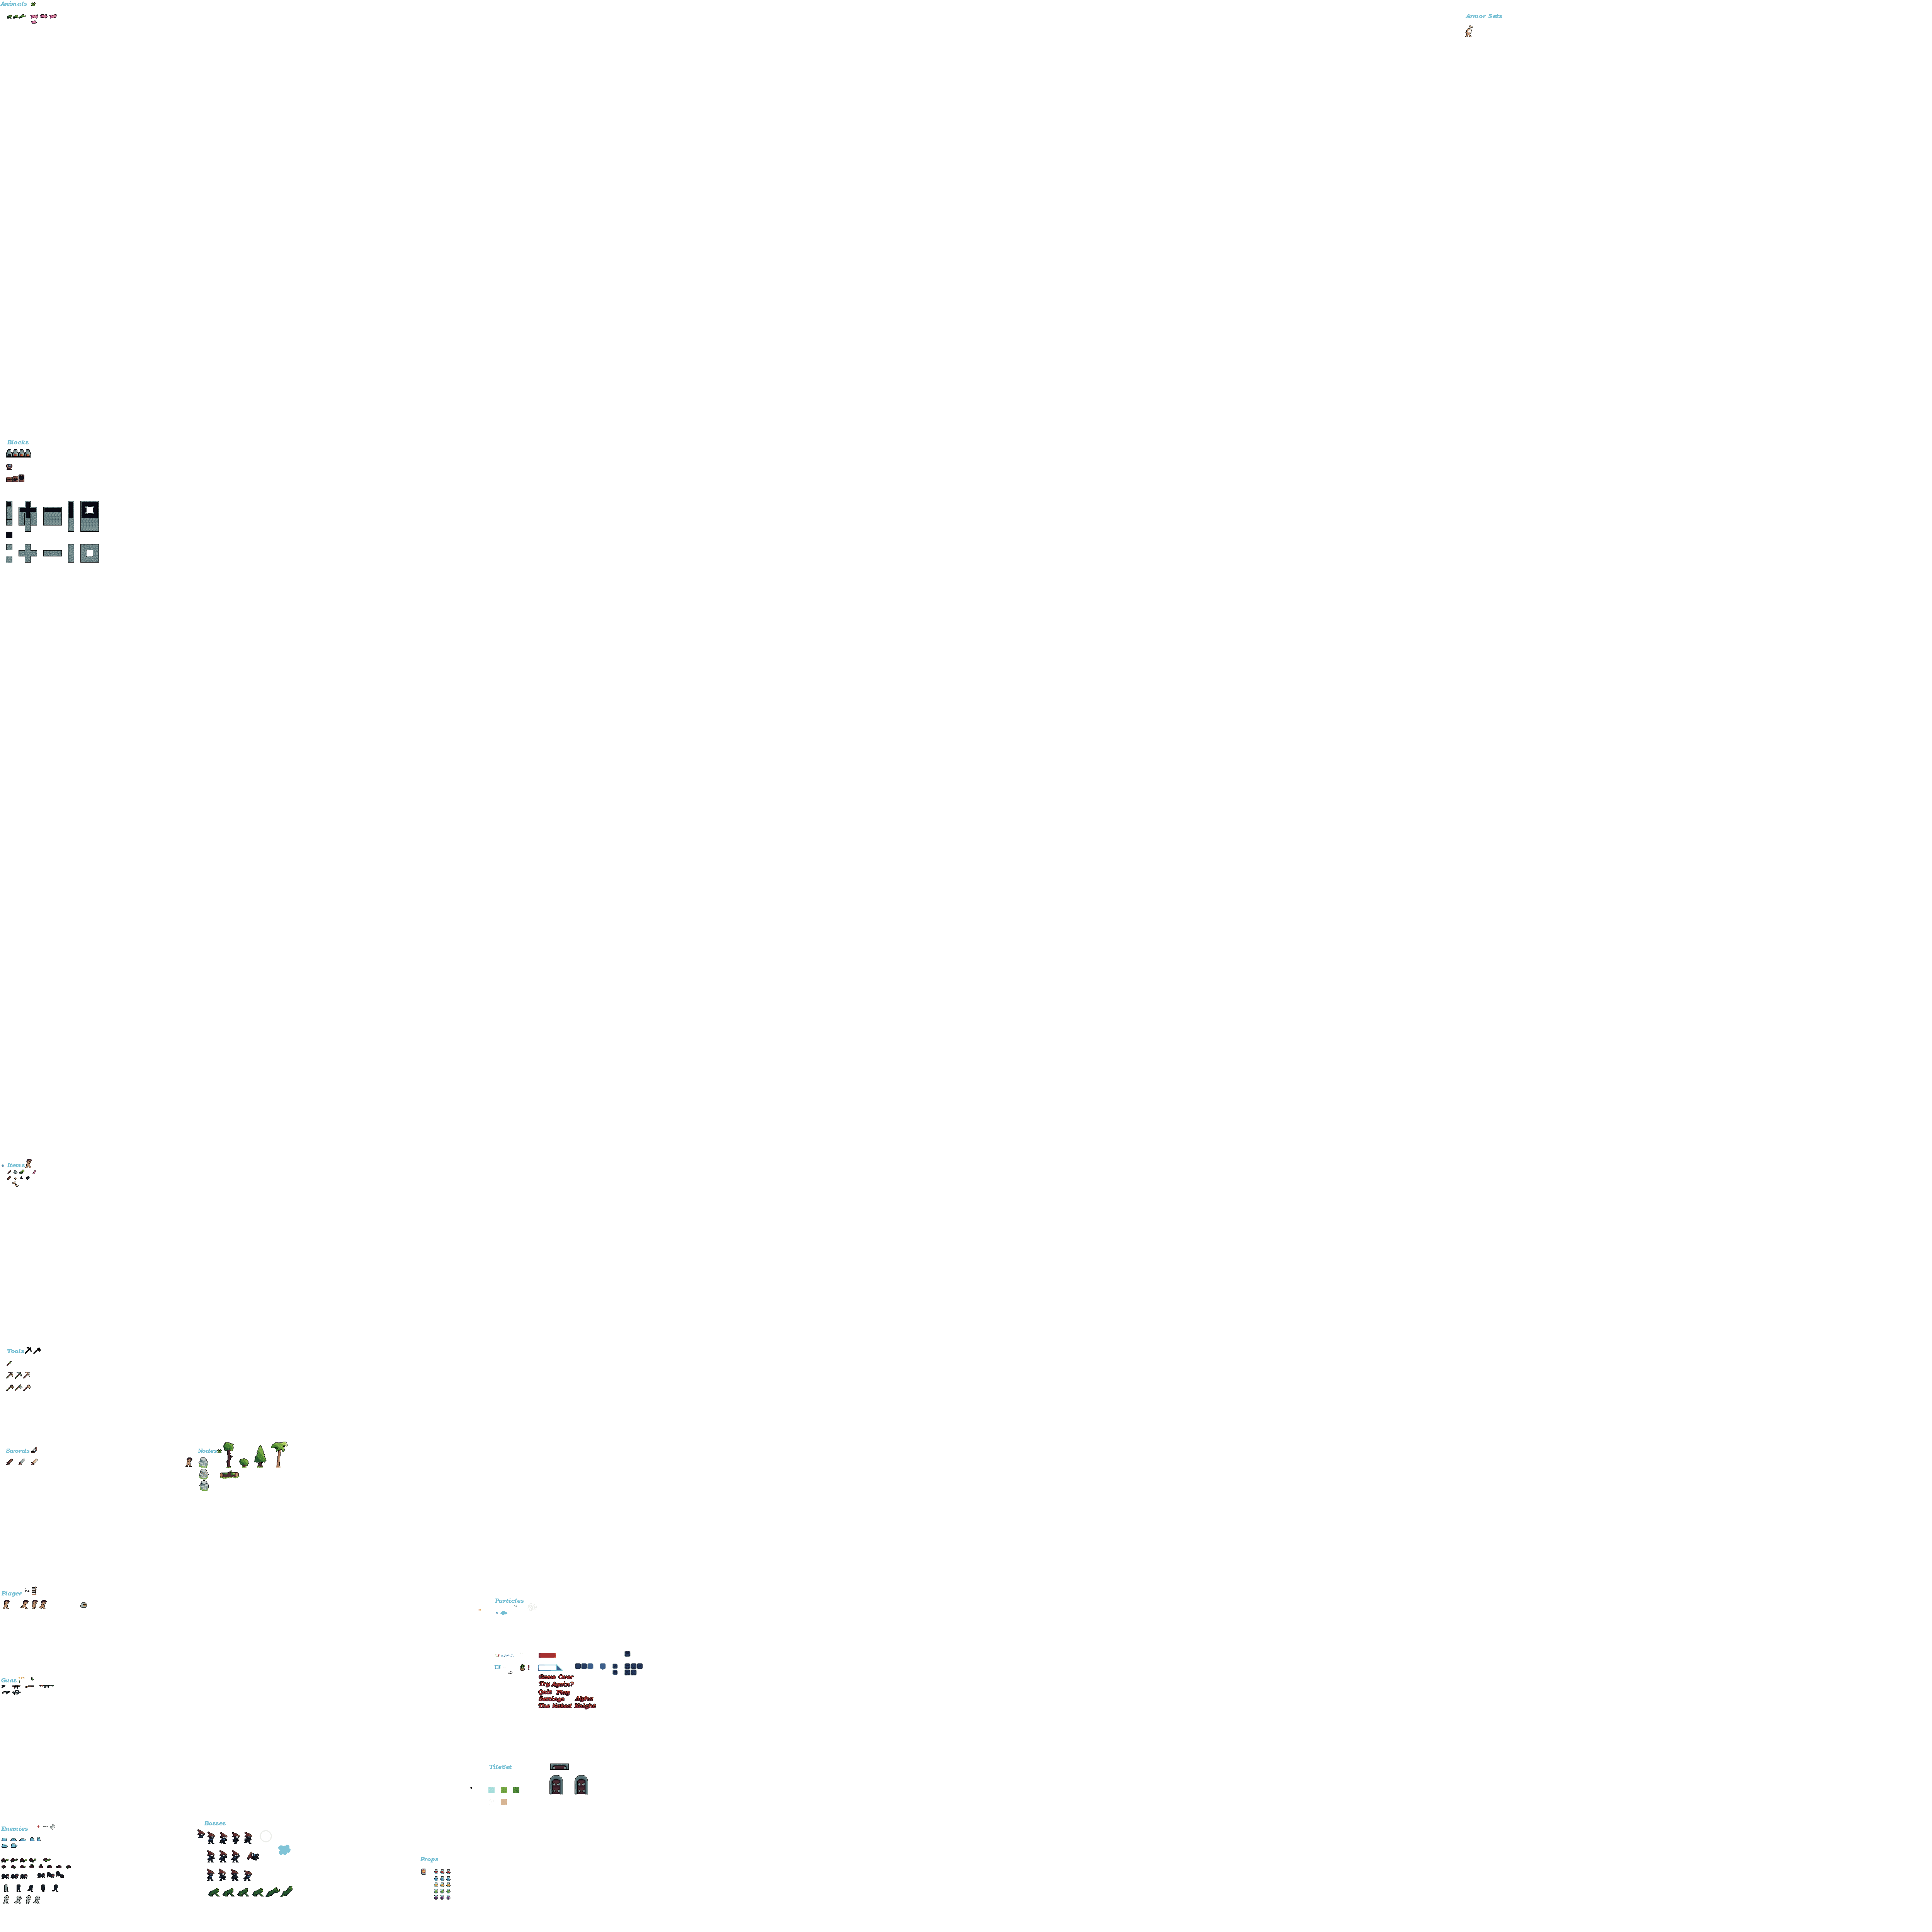 Animals
Armor Sets
Blocks
Items
Tools
Swords
Nodes
Player
Particles
UI
Game Over
Try Again?
Quit Play
Settings Alpha
The Naked Knight
Guns
TileSet
Enemies
Bosses
Props